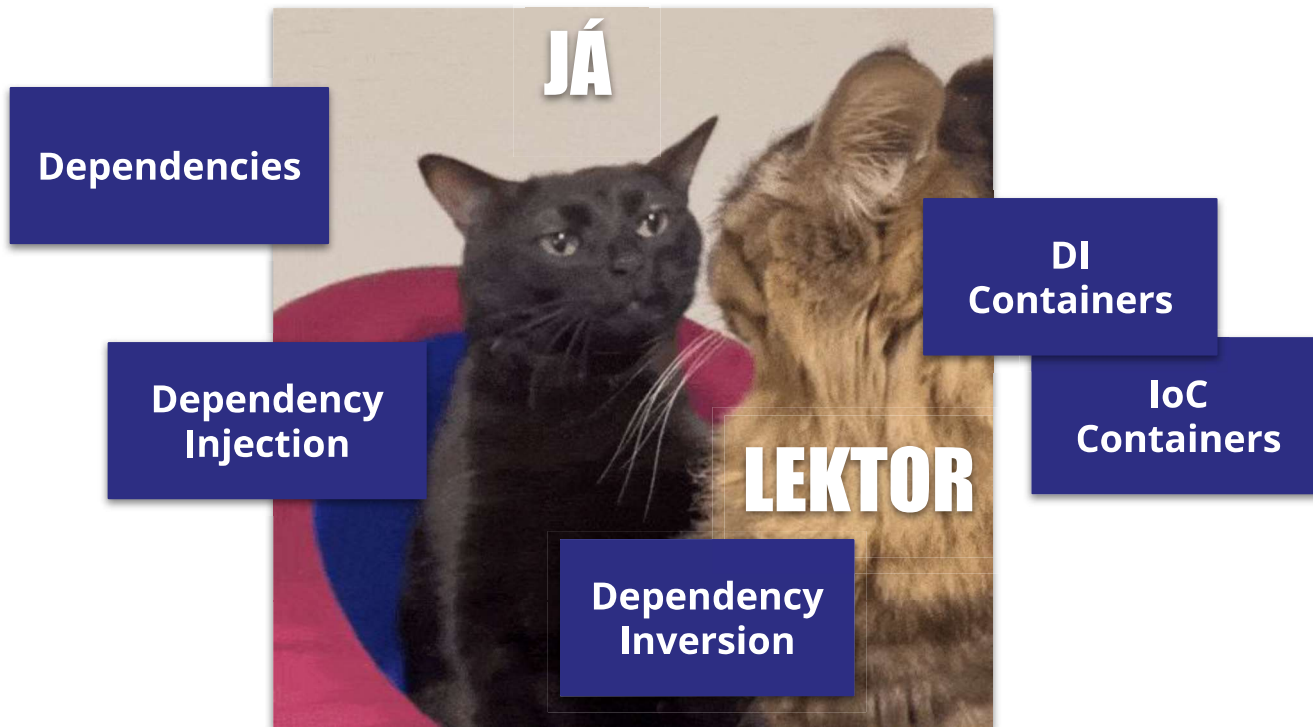 JÁ
Dependencies
DI
Containers
Dependency
Injection
IoC
Containers
LEKTOR
Dependency
Inversion